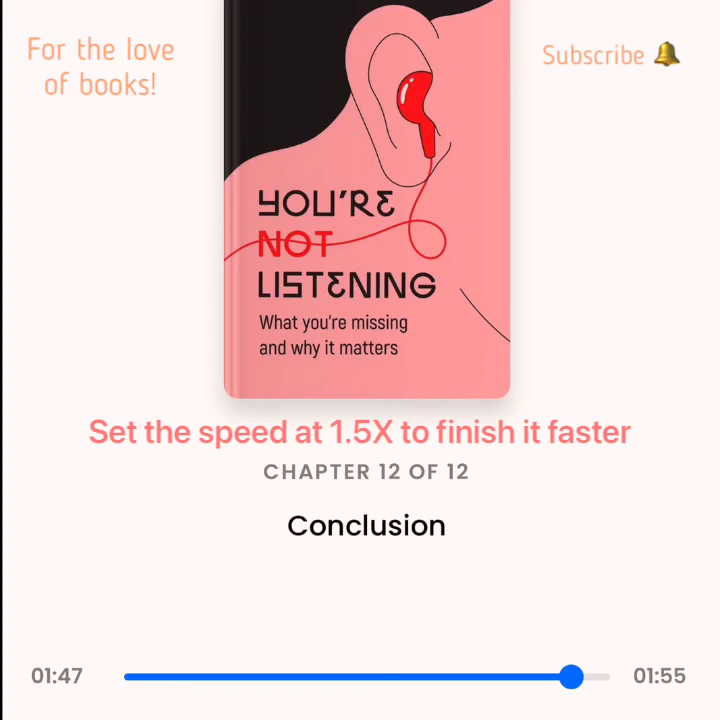 For the love
of books!
Subscribe 🔔
YOU'RE
NOT
LISTENING
What you're missing
and why it matters
Set the speed at 1.5X to finish it faster
CHAPTER 12 OF 12
Conclusion
01:47
01:55